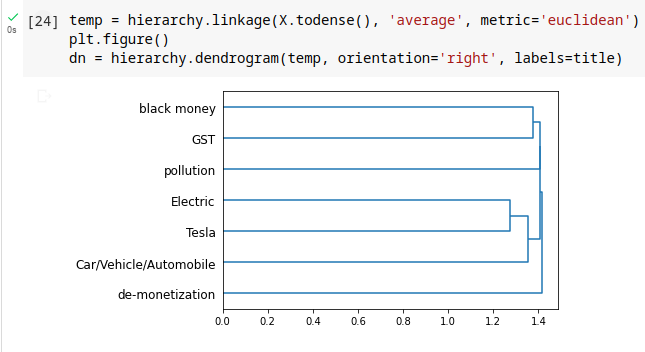 [24] temp = hierarchy.linkage(X.todense(), 'average', metric='euclidean')
0s
plt.figure()
dn = hierarchy.dendrogram(temp, orientation='right', labels=title)
black money
GST
pollution
Electric
Tesla
Car/Vehicle/Automobile
de-monetization
0.0 0.2 0.4 0.6 0.8 1.0 1.2 1.4